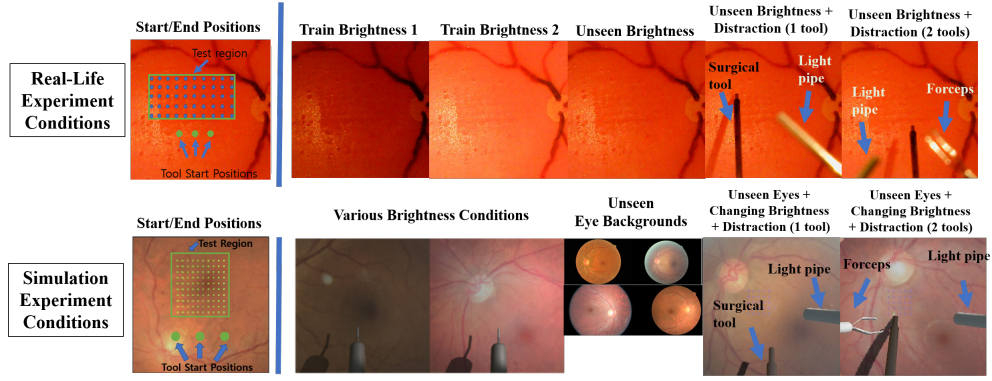 Real-Life
Experiment
Conditions
Start/End Positions
Test region
Tool Start Positions
Train Brightness 1
Train Brightness 2
Unseen Brightness
Unseen Brightness +
Distraction (1 tool)
Surgical
tool
Light
pipe
Unseen Brightness +
Distraction (2 tools)
Light
pipe
Forceps
Simulation
Experiment
Conditions
Start/End Positions
Test Region
Tool Start Positions
Various Brightness Conditions
Unseen
Eye Backgrounds
Unseen Eyes +
Changing Brightness
+ Distraction (1 tool)
Light pipe
Surgical
tool
Unseen Eyes +
Changing Brightness
+ Distraction (2 tools)
Forceps
Light pipe